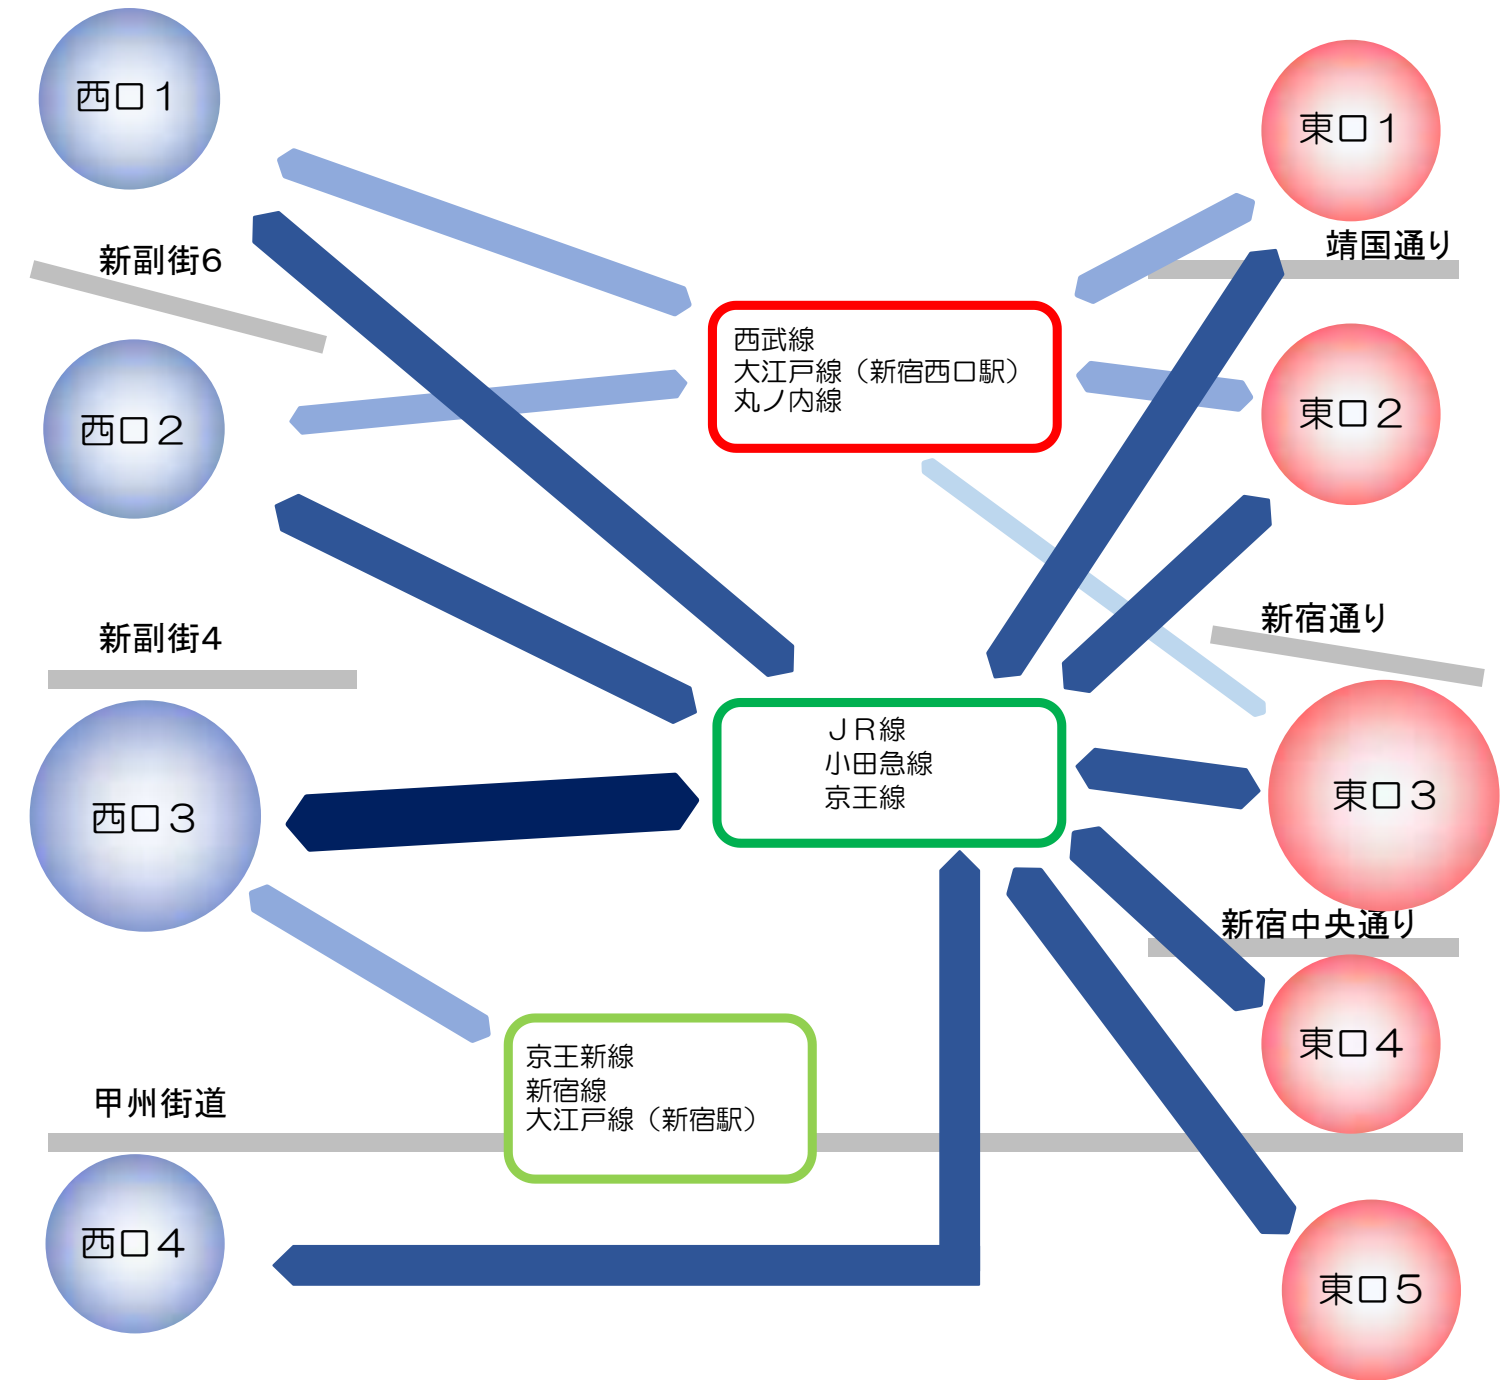 西口１
東口１
新副街６
靖国通り
西武線
大江戸線（新宿西口駅）
丸ノ内線
西口２
東口２
新副街４
新宿通り
ＪＲ線
小田急線
京王線
西口３
東口３
新宿中央通り
京王新線
新宿線
大江戸線（新宿駅）
東口４
甲州街道
西口４
東口５